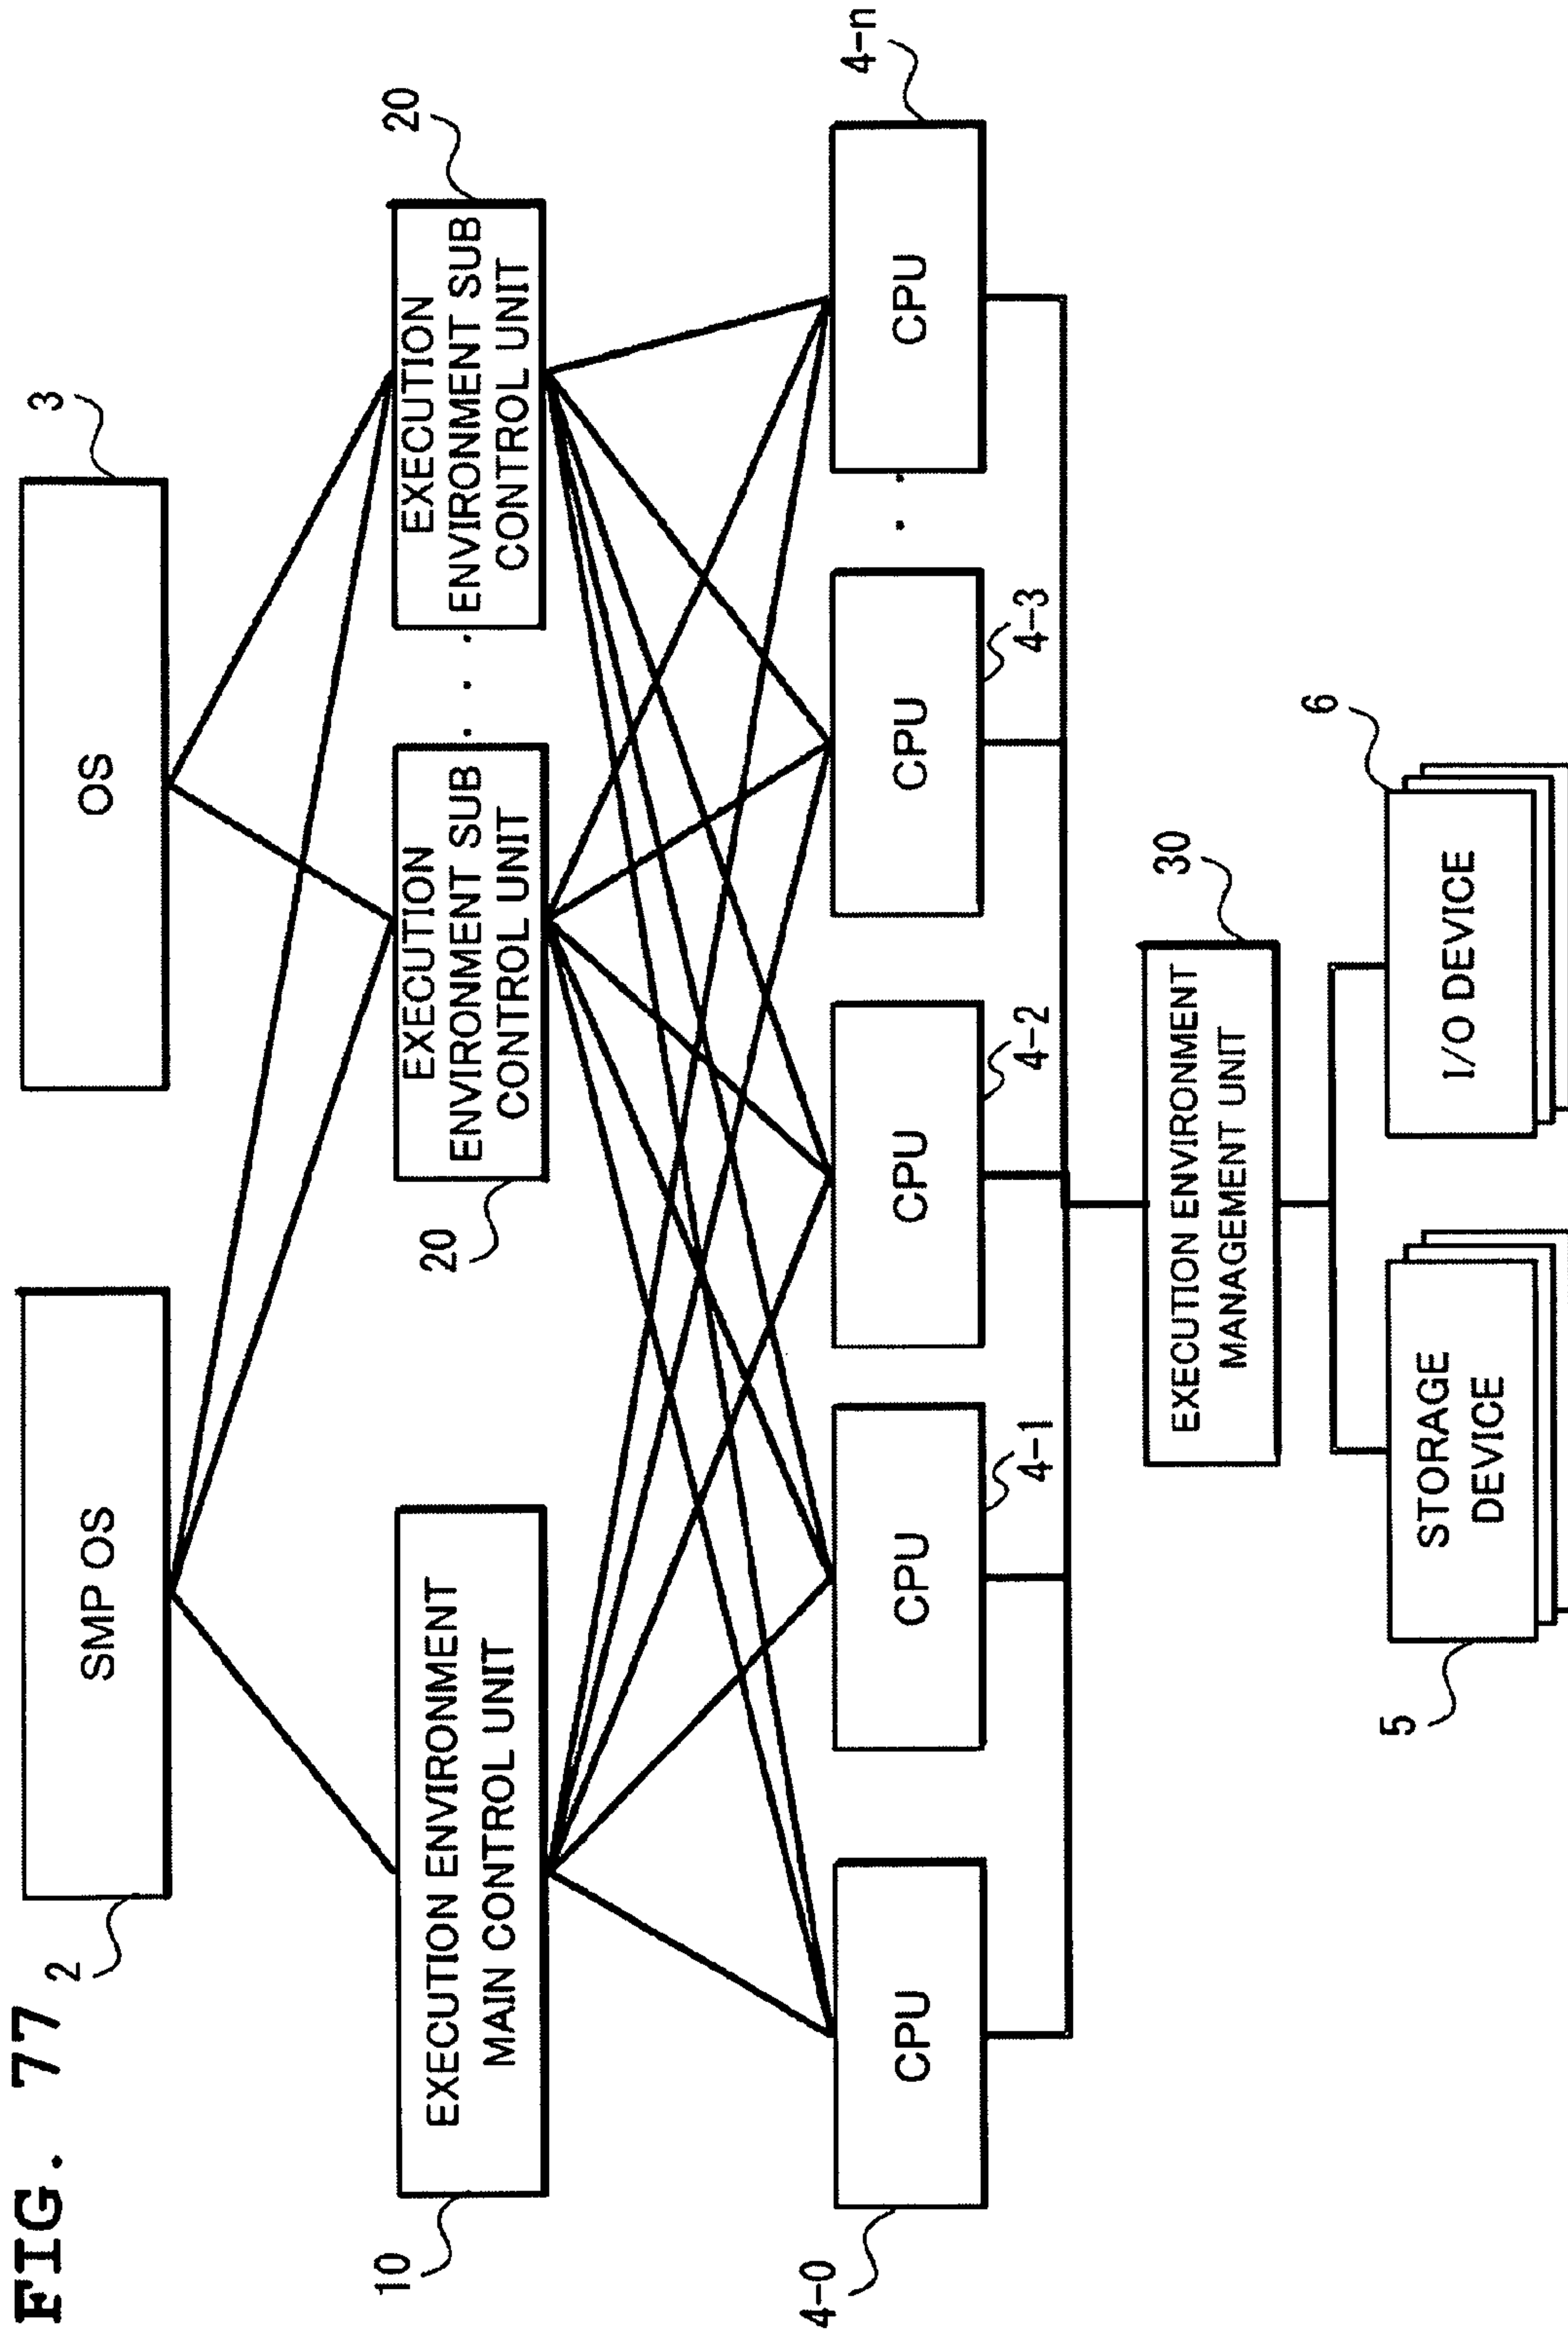 FIG. 77
2
SMP OS
3
OS
10
EXECUTION ENVIRONMENT
MAIN CONTROL UNIT
20
EXECUTION
ENVIRONMENT SUB
CONTROL UNIT
. . .
20
EXECUTION
ENVIRONMENT SUB
CONTROL UNIT
4-0
CPU
4-1
CPU
4-2
CPU
4-3
CPU
. . .
4-n
CPU
30
EXECUTION ENVIRONMENT
MANAGEMENT UNIT
5
STORAGE
DEVICE
6
I/O DEVICE